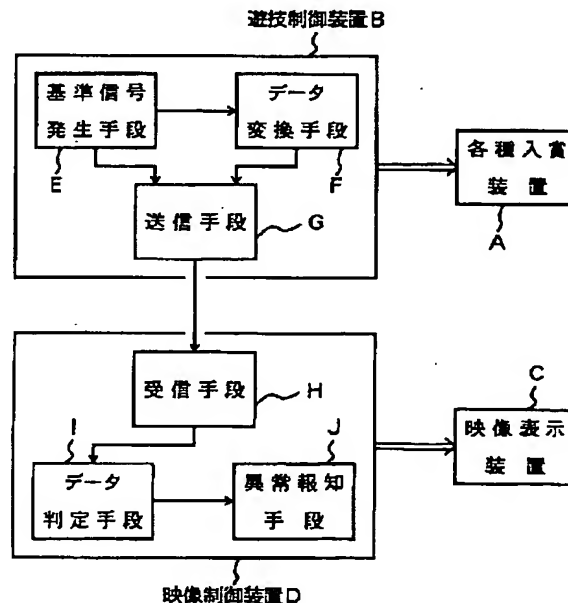 遊技制御装置B
基準信号
発生手段
データ
変換手段
E
F
各種入賞
装置
A
送信手段
G
受信手段
H
C
映像表示
装置
I
J
データ
判定手段
異常報知
手段
映像制御装置D